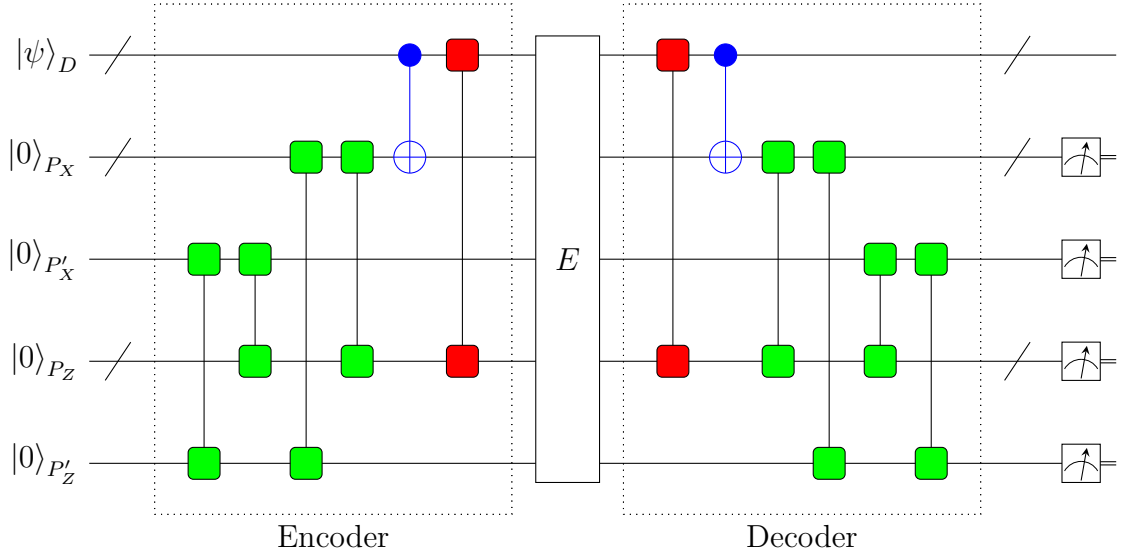 |ψ⟩_D
|0⟩_{P_X}
|0⟩_{P'_X}
E
|0⟩_{P_Z}
|0⟩_{P'_Z}
Encoder
Decoder